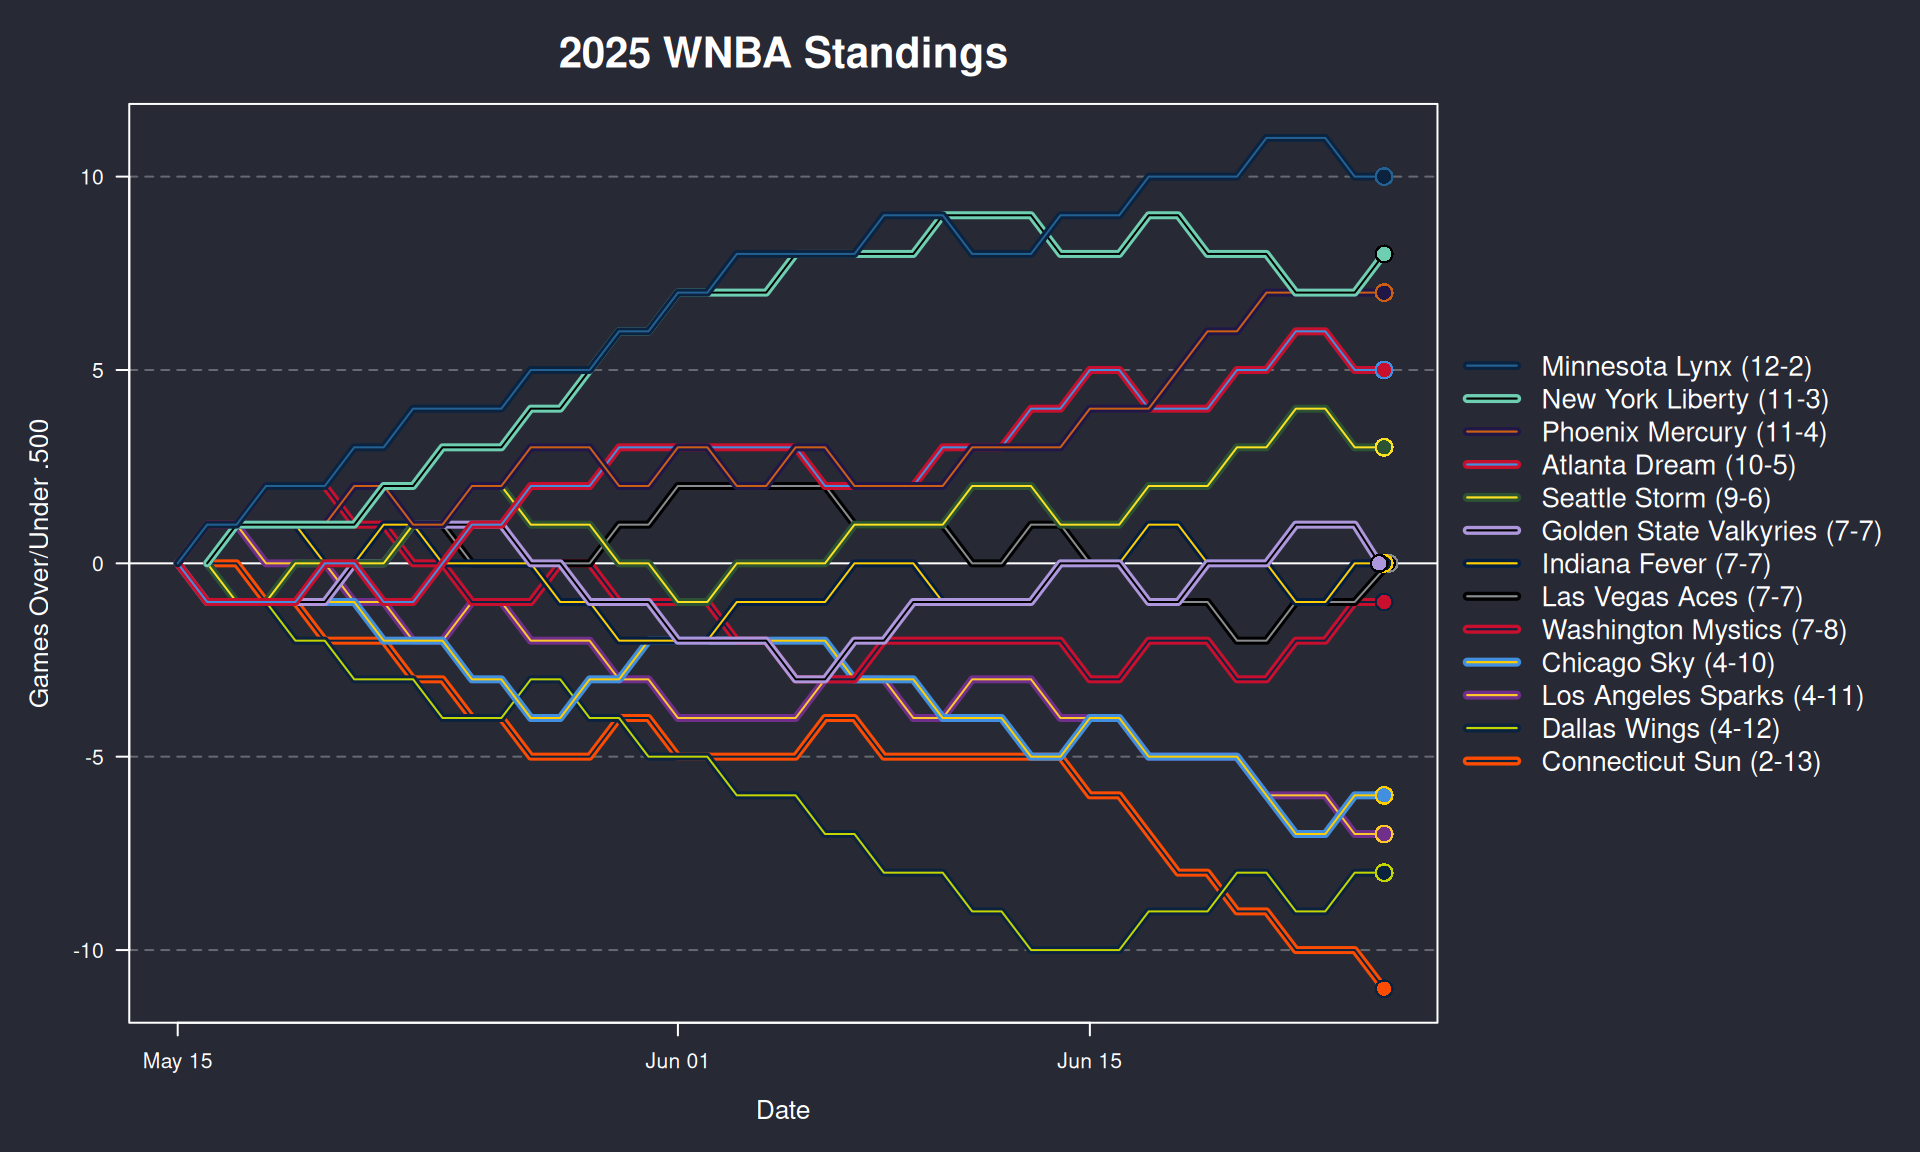 2025 WNBA Standings
Games Over/Under .500
10
5
0
-5
-10
May 15
Jun 01
Jun 15
Date
Minnesota Lynx (12-2)
New York Liberty (11-3)
Phoenix Mercury (11-4)
Atlanta Dream (10-5)
Seattle Storm (9-6)
Golden State Valkyries (7-7)
Indiana Fever (7-7)
Las Vegas Aces (7-7)
Washington Mystics (7-8)
Chicago Sky (4-10)
Los Angeles Sparks (4-11)
Dallas Wings (4-12)
Connecticut Sun (2-13)